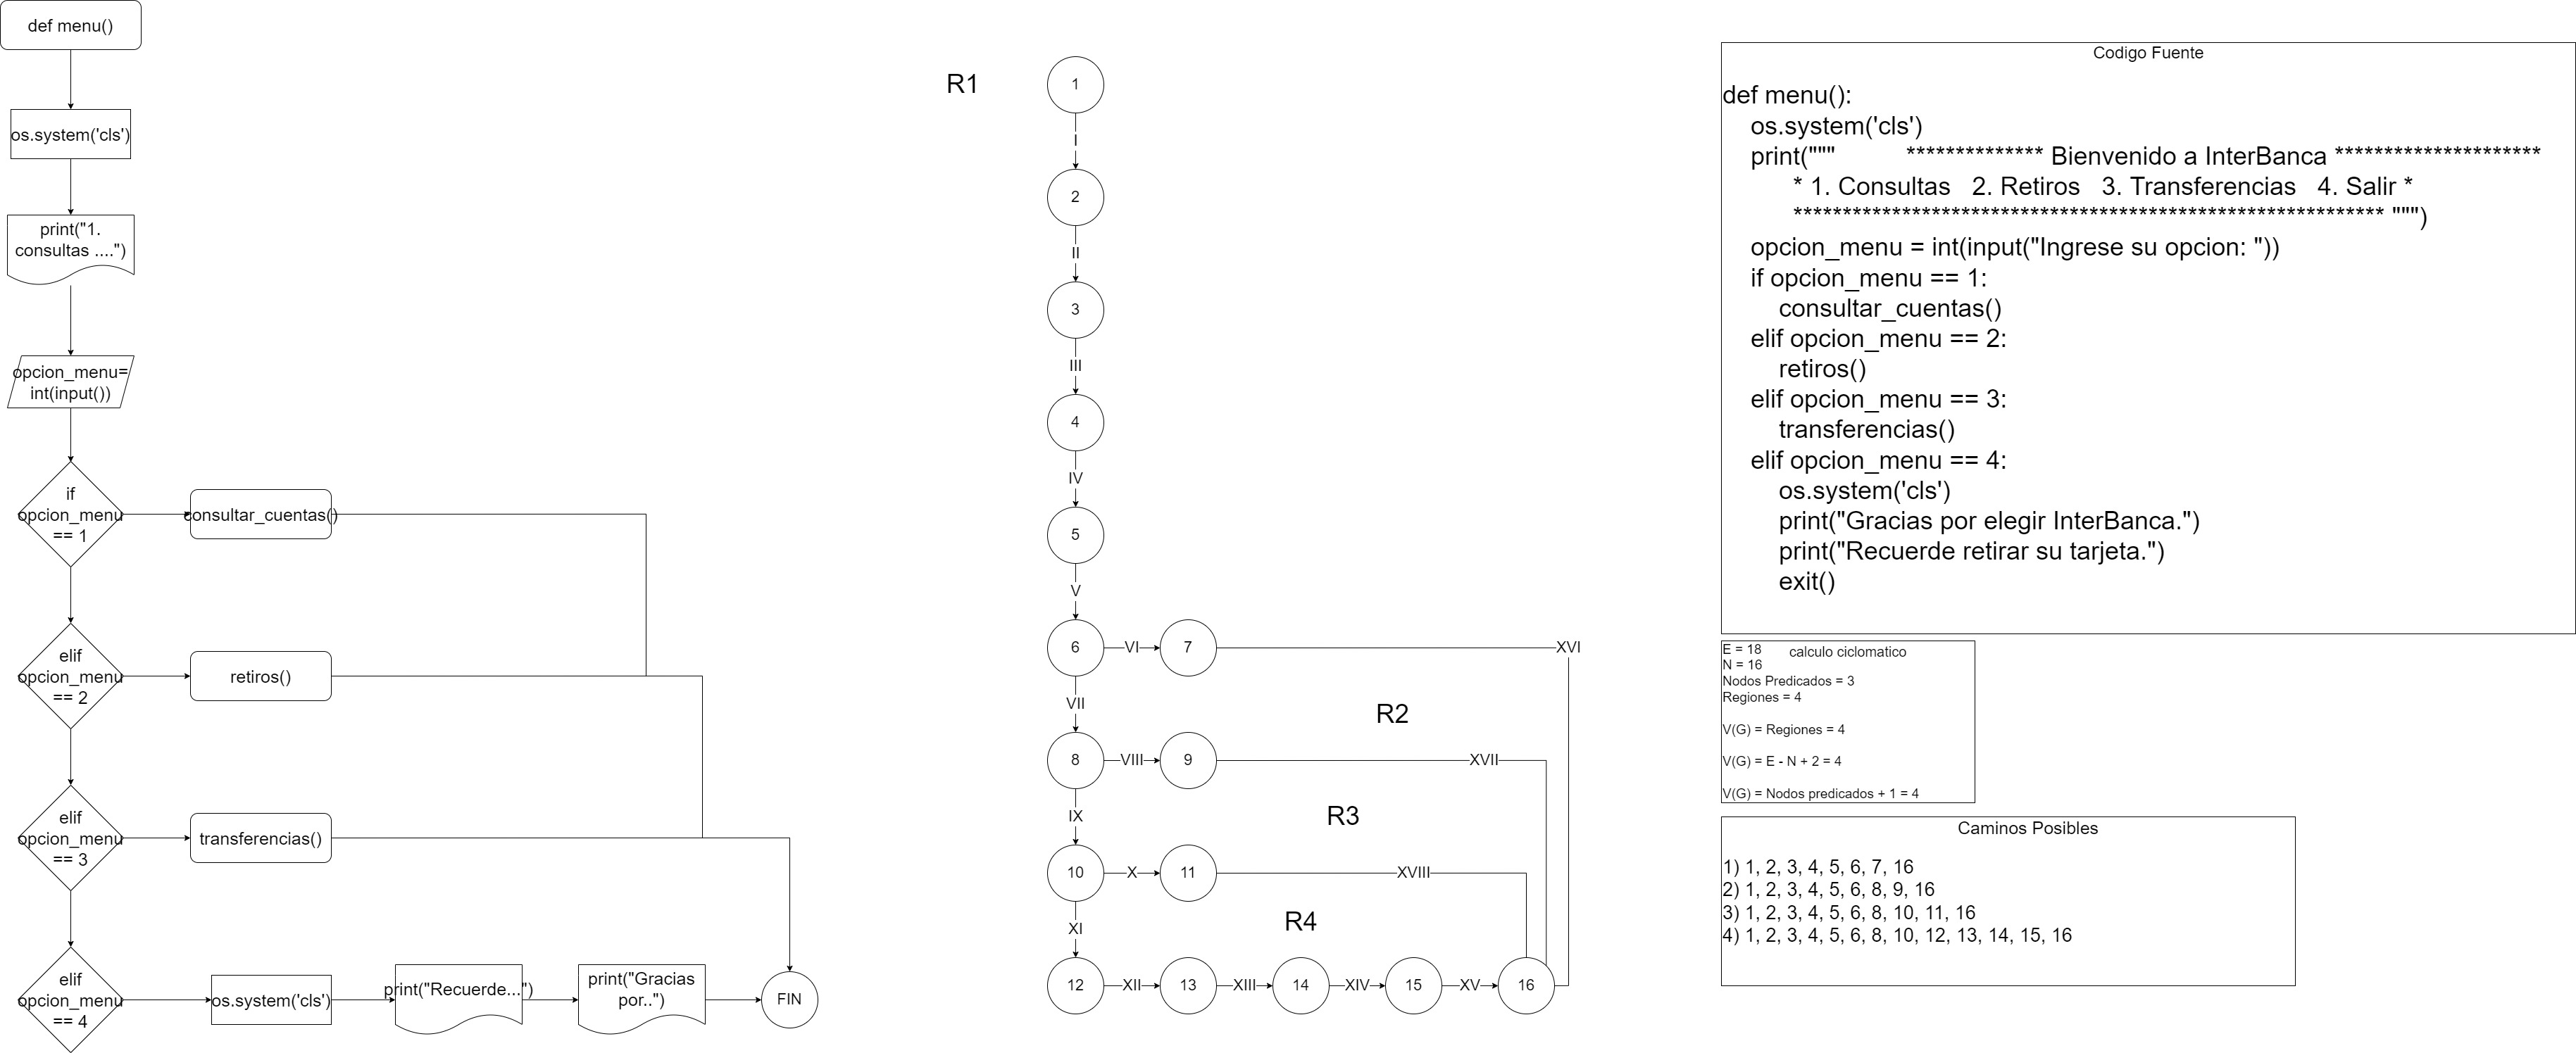 def menu()
os.system('cls')
print("1.
consultas ....")
opcion_menu=
int(input())
if
opcion_menu
== 1
consultar_cuentas()
elif
opcion_menu
== 2
retiros()
elif
opcion_menu
== 3
transferencias()
elif
opcion_menu
== 4
os.system('cls')
print("Recuerde...")
print("Gracias
por..")
FIN
R1
1
I
2
II
3
III
4
IV
5
V
6
VI
7
XVI
VII
R2
8
VIII
9
XVII
IX
R3
10
X
11
XVIII
XI
R4
12
XII
13
XIII
14
XIV
15
XV
16
Codigo Fuente
def menu():
os.system('cls')
print(""" ************** Bienvenido a InterBanca *********************
* 1. Consultas 2. Retiros 3. Transferencias 4. Salir *
************************************************************ """)
opcion_menu = int(input("Ingrese su opcion: "))
if opcion_menu == 1:
consultar_cuentas()
elif opcion_menu == 2:
retiros()
elif opcion_menu == 3:
transferencias()
elif opcion_menu == 4:
os.system('cls')
print("Gracias por elegir InterBanca.")
print("Recuerde retirar su tarjeta.")
exit()
calculo ciclomatico
E = 18
N = 16
Nodos Predicados = 3
Regiones = 4
V(G) = Regiones = 4
V(G) = E - N + 2 = 4
V(G) = Nodos predicados + 1 = 4
Caminos Posibles
1) 1, 2, 3, 4, 5, 6, 7, 16
2) 1, 2, 3, 4, 5, 6, 8, 9, 16
3) 1, 2, 3, 4, 5, 6, 8, 10, 11, 16
4) 1, 2, 3, 4, 5, 6, 8, 10, 12, 13, 14, 15, 16